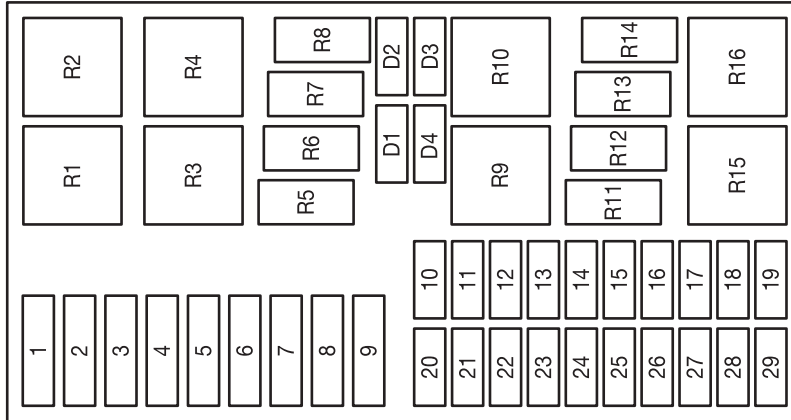 R2 R4 R8 D2 D3 R10 R14 R16
R7 R13
R1 R3 R6 D1 D4 R9 R12 R15
R5 R11
10 11 12 13 14 15 16 17 18 19
1 2 3 4 5 6 7 8 9
20 21 22 23 24 25 26 27 28 29